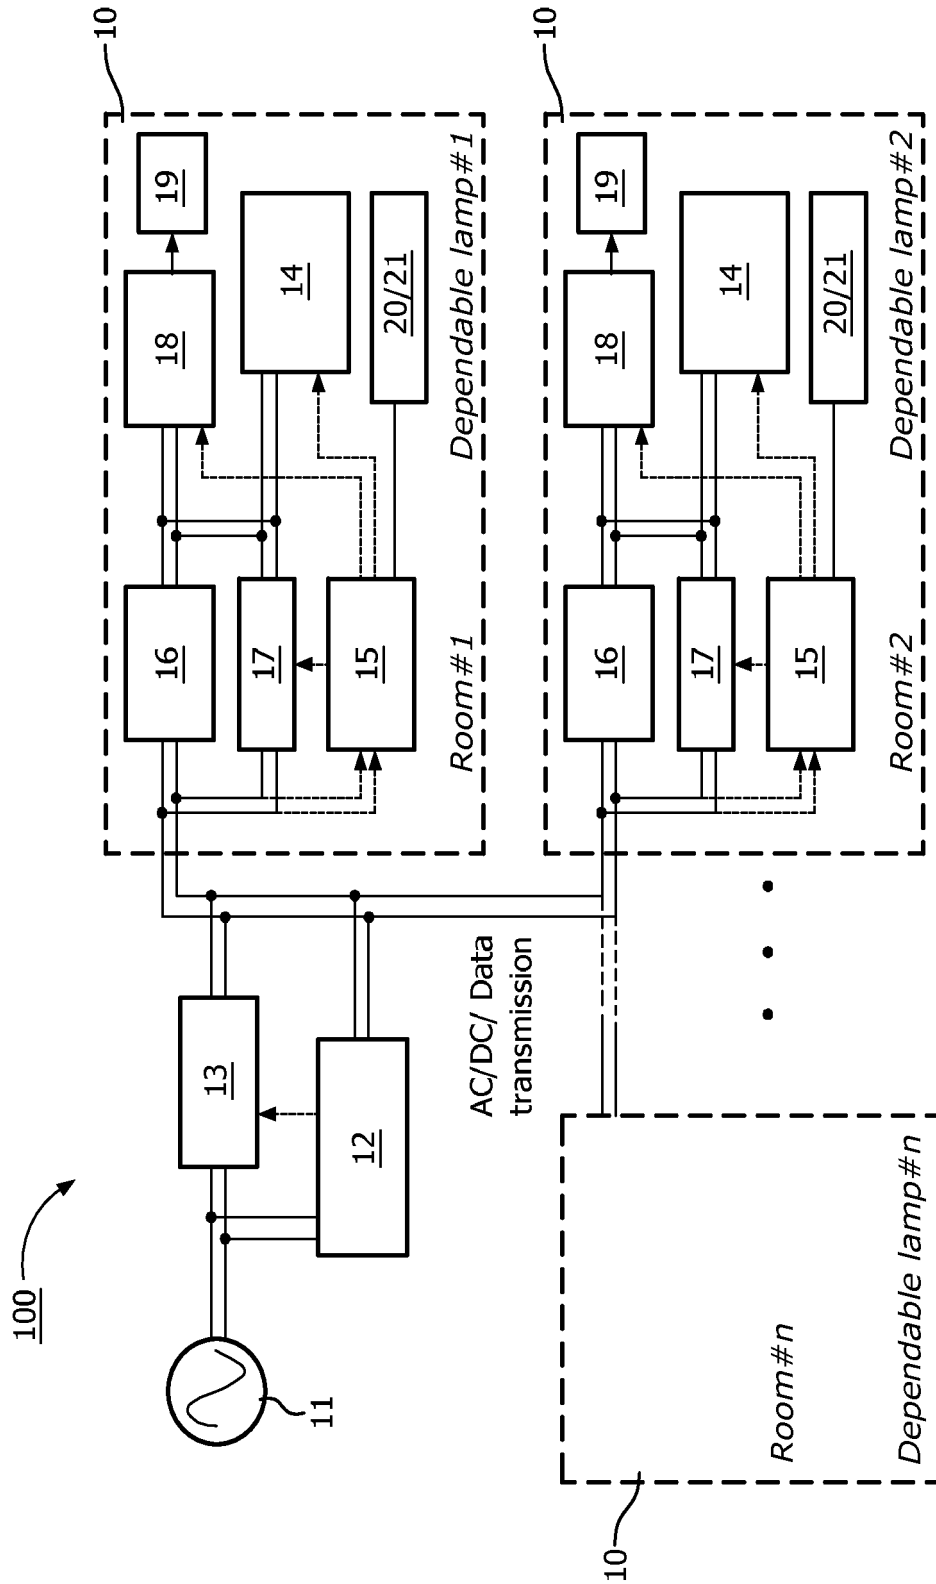 100
11
12
13
AC/DC/ Data
transmission
10
16
17
15
18
19
14
20/21
Room#1
Dependable lamp#1
10
16
17
15
18
19
14
20/21
Room#2
Dependable lamp#2
10
Room#n
Dependable lamp#n